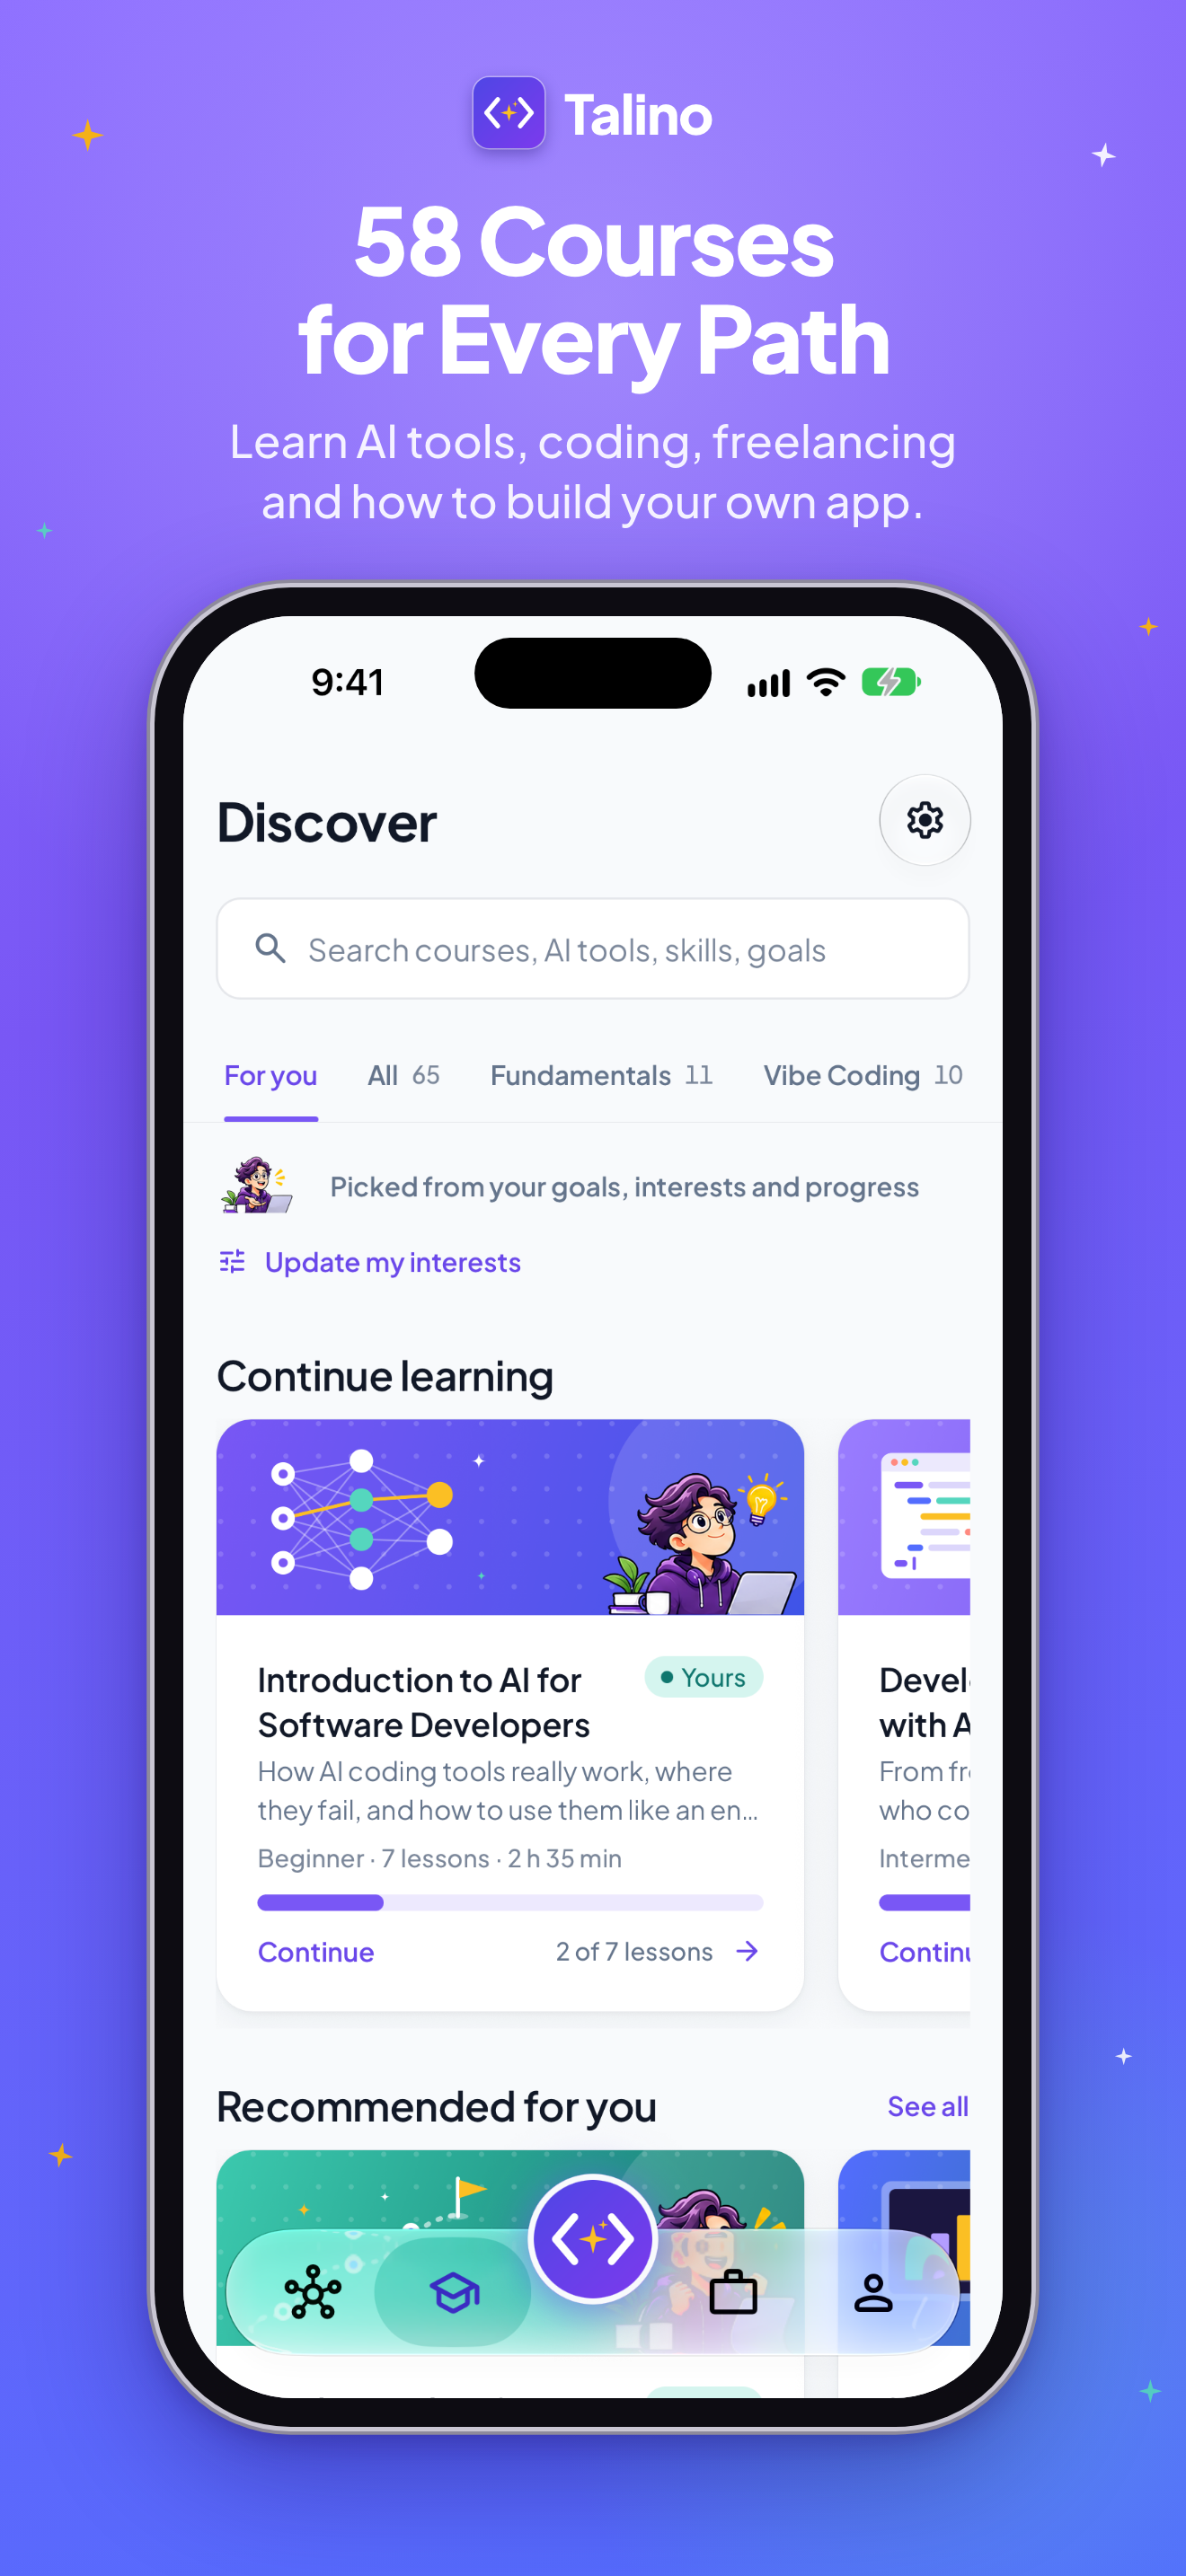 Talino
58 Courses
for Every Path
Learn AI tools, coding, freelancing
and how to build your own app.
9:41
Discover
Search courses, AI tools, skills, goals
For you All 65 Fundamentals 11 Vibe Coding 10
Picked from your goals, interests and progress
Update my interests
Continue learning
Introduction to AI for
Software Developers
Yours
How AI coding tools really work, where
they fail, and how to use them like an en...
Beginner · 7 lessons · 2 h 35 min
Continue
2 of 7 lessons
with
From
who
Recommended for you
See all